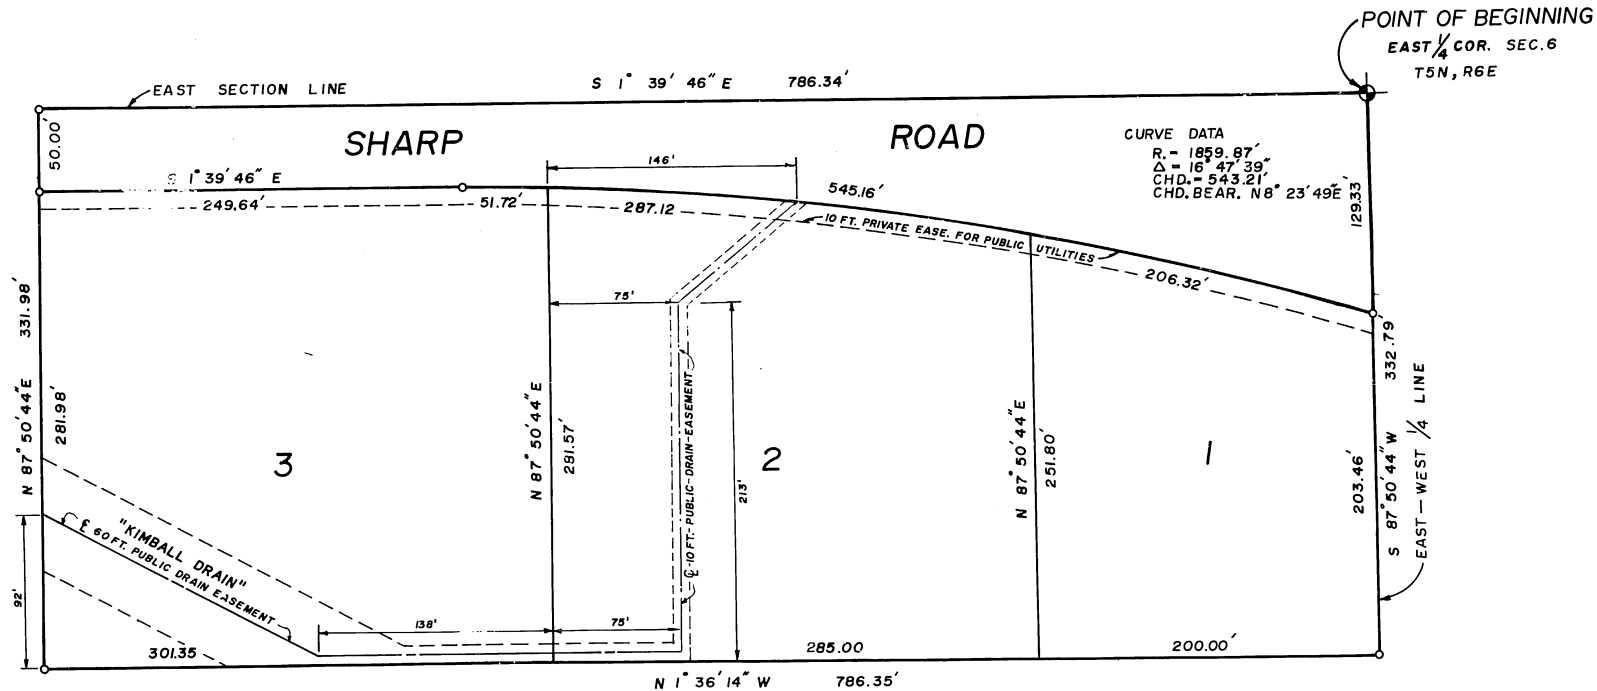 POINT OF BEGINNING
EAST 1/4 COR. SEC. 6
T5N, R6E
EAST SECTION LINE
S 1° 39' 46" E 786.34'
50.00'
SHARP ROAD
CURVE DATA
R. = 1859.87'
Δ = 16° 47' 39"
CHD. = 543.21'
CHD. BEAR. N 8° 23' 49" E
129.33'
146'
S 1° 39' 46" E
545.16'
249.64'
51.72'
287.12
10 FT. PRIVATE EASE. FOR PUBLIC UTILITIES
206.32'
75'
331.98'
N 87° 50' 44" E
281.98'
N 87° 50' 44" E
281.57'
℄-10 FT.-PUBLIC-DRAIN-EASEMENT
213'
N 87° 50' 44" E
251.80'
203.46'
332.79
S 87° 50' 44" W
EAST-WEST 1/4 LINE
3
2
1
"KIMBALL DRAIN"
℄ 60 FT. PUBLIC DRAIN EASEMENT
92'
138'
75'
301.35
285.00
200.00'
N 1° 36' 14" W 786.35'